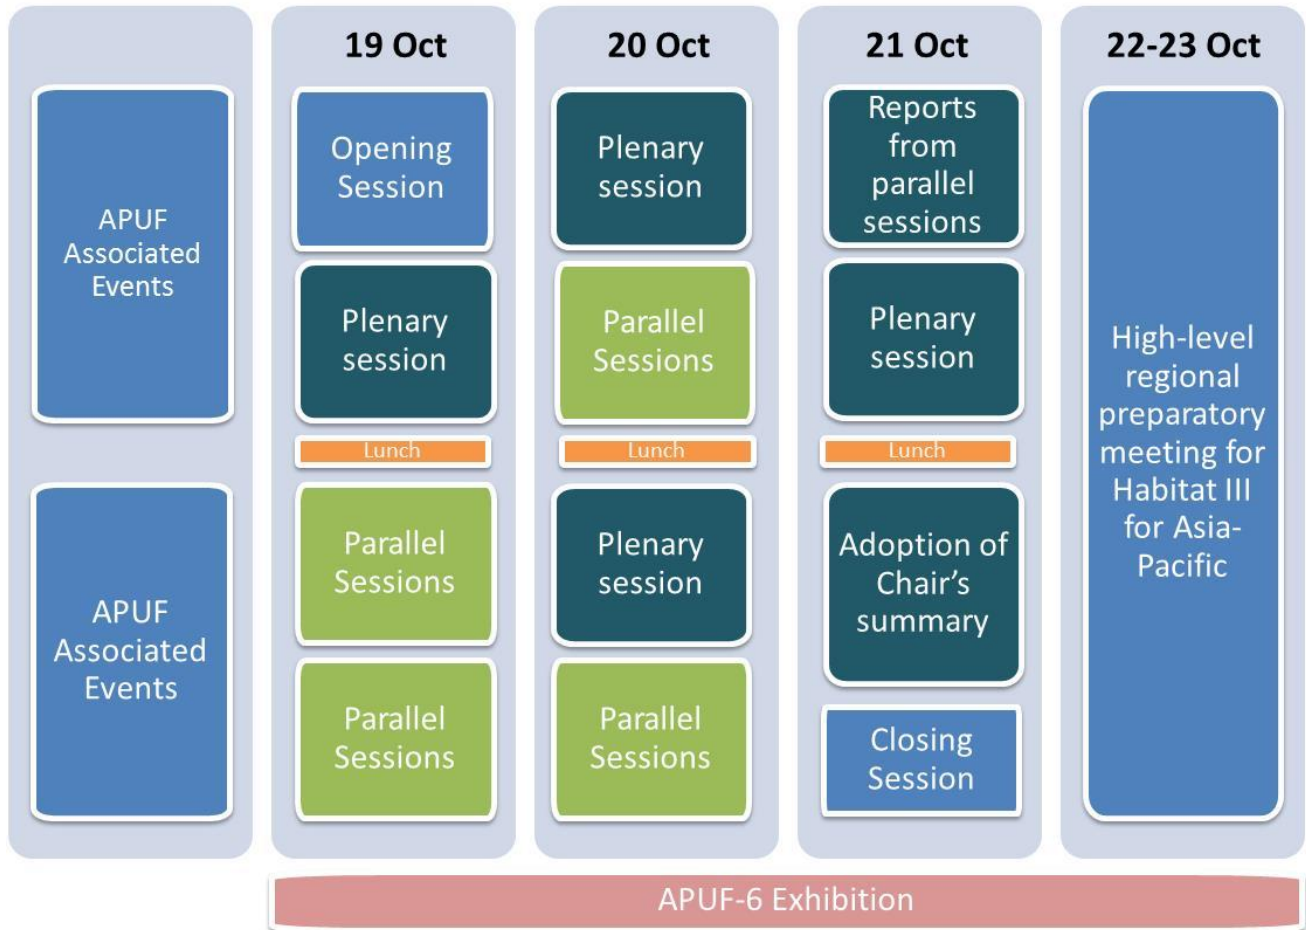 APUF
Associated
Events
APUF
Associated
Events
19 Oct
Opening
Session
Plenary
session
Lunch
Parallel
Sessions
Parallel
Sessions
20 Oct
Plenary
session
Parallel
Sessions
Lunch
Plenary
session
Parallel
Sessions
21 Oct
Reports
from
parallel
sessions
Plenary
session
Lunch
Adoption of
Chair’s
summary
Closing
Session
22-23 Oct
High-level
regional
preparatory
meeting for
Habitat III
for Asia-
Pacific
APUF-6 Exhibition